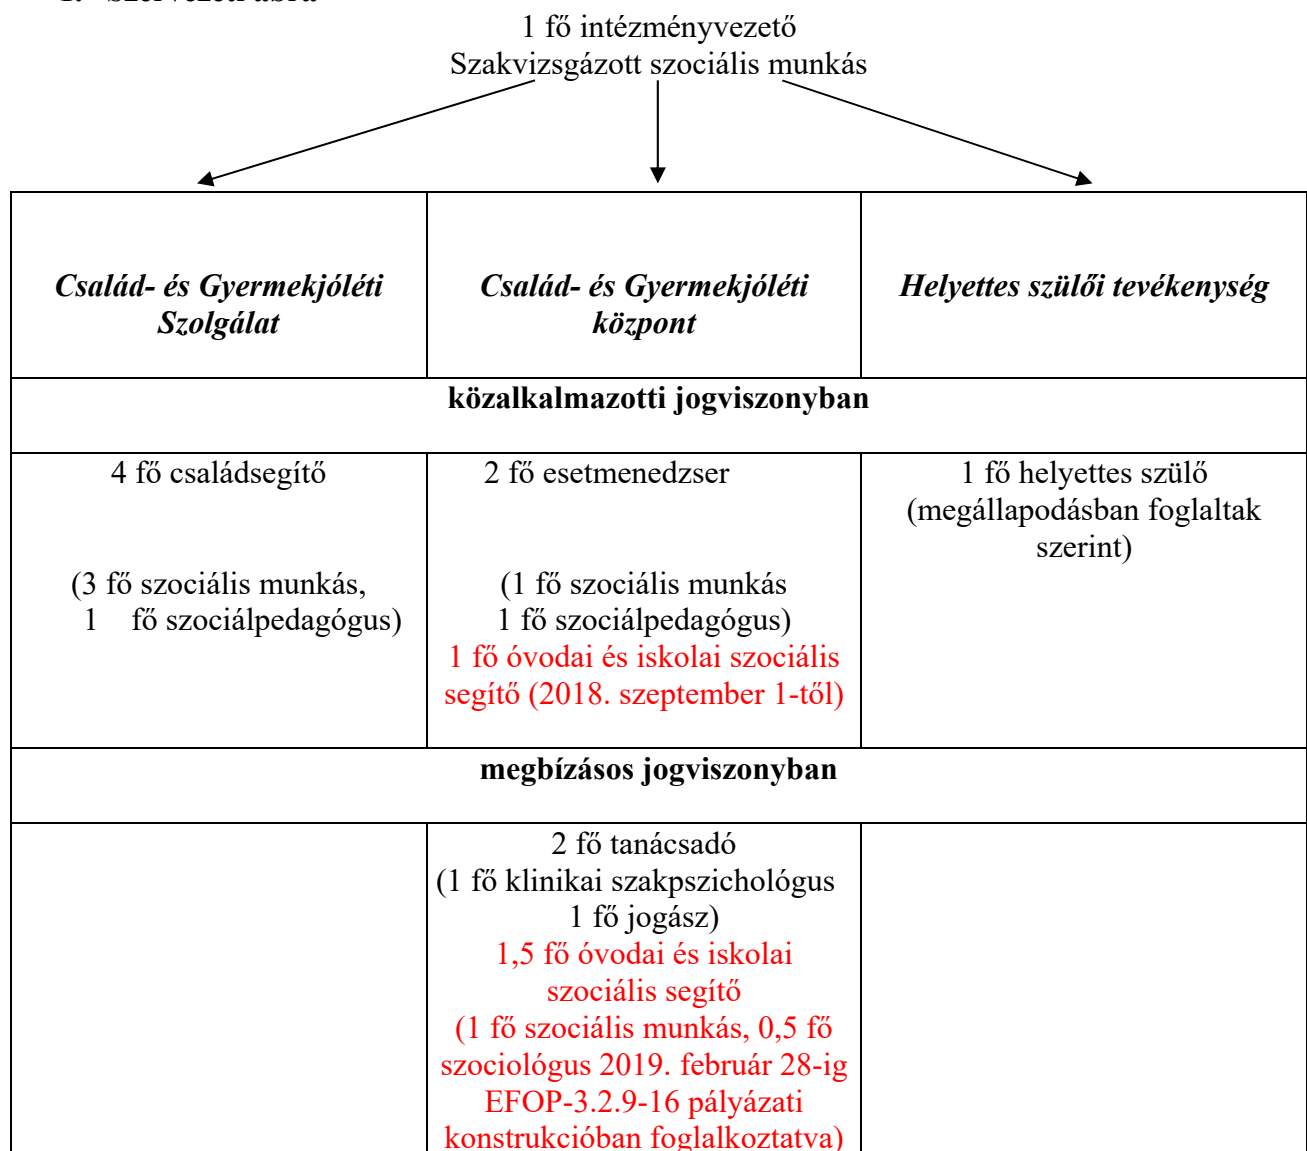 1. Szervezeti ábra
1 fő intézményvezető
Szakvizsgázott szociális munkás
Család- és Gyermekjóléti
Szolgálat
Család- és Gyermekjóléti
központ
Helyettes szülői tevékenység
közalkalmazotti jogviszonyban
4 fő családsegítő
(3 fő szociális munkás,
1 fő szociálpedagógus)
2 fő esetmenedzser
(1 fő szociális munkás
1 fő szociálpedagógus)
1 fő óvodai és iskolai szociális
segítő (2018. szeptember 1-től)
1 fő helyettes szülő
(megállapodásban foglaltak
szerint)
megbízásos jogviszonyban
2 fő tanácsadó
(1 fő klinikai szakpszichológus
1 fő jogász)
1,5 fő óvodai és iskolai
szociális segítő
(1 fő szociális munkás, 0,5 fő
szociológus 2019. február 28-ig
EFOP-3.2.9-16 pályázati
konstrukcióban foglalkoztatva)